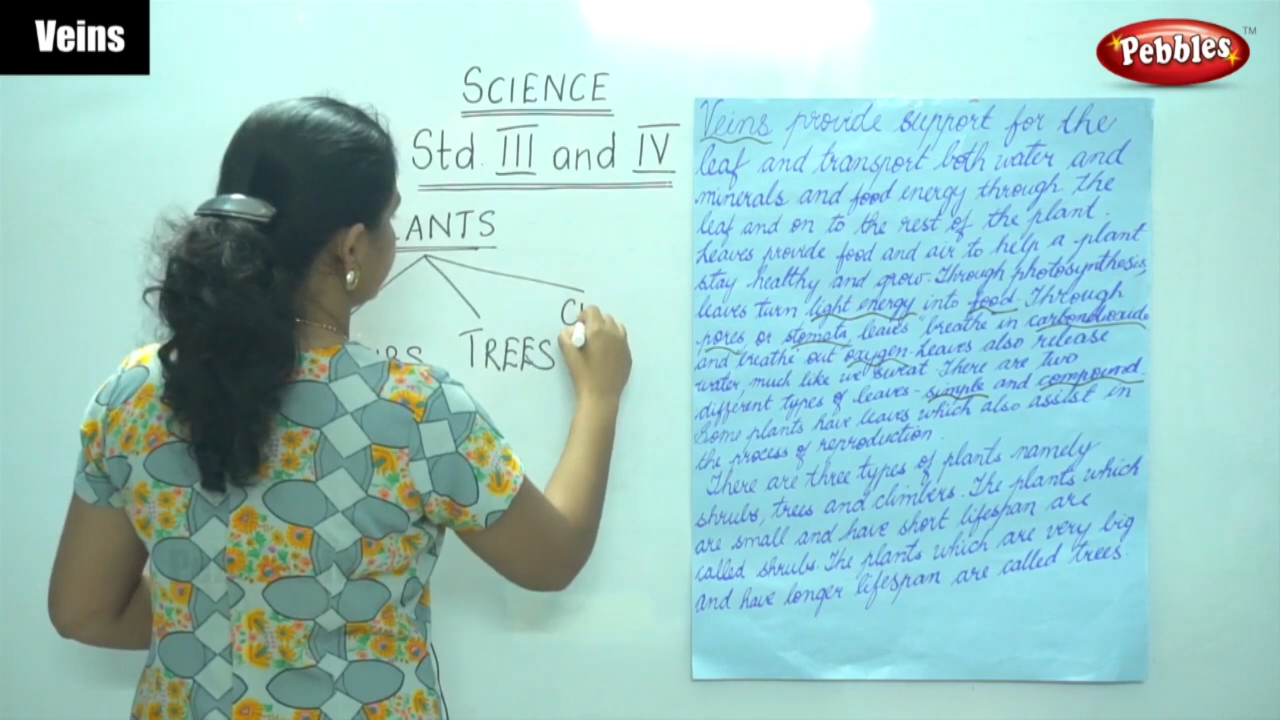 Veins
Pebbles
TM
SCIENCE
Std. III and IV
LANTS
TREES
Veins provide support for the
leaf and transport both water and
minerals and food energy through the
leaf and on to the rest of the plant.
Leaves provide food and air to help a plant
stay healthy and grow. Through photosynthesis,
leaves turn light energy into food. Through
pores or stomata leaves "breathe in carbondioxide
and breathe out oxygen. Leaves also release
water, much like we sweat. There are two
different types of leaves - simple and compound.
Some plants have leaves which also assist in
the process of reproduction.
There are three types of plants namely
shrubs, trees and climbers. The plants which
are small and have short lifespan are
called shrubs. The plants which are very big
and have longer lifespan are called trees.